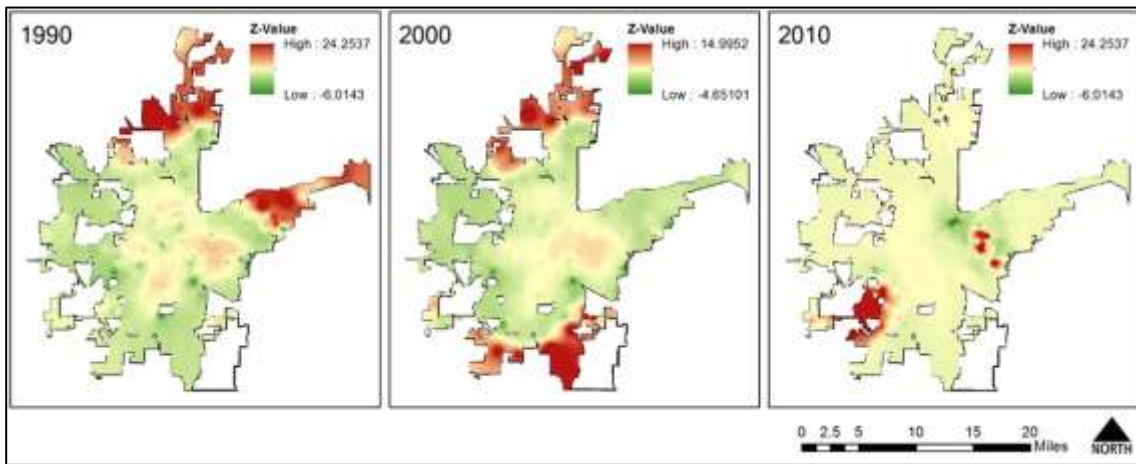 1990
Z-Value
High : 24.2537
Low : -6.0143
2000
Z-Value
High : 14.9952
Low : -4.65101
2010
Z-Value
High : 24.2537
Low : -6.0143
0 2.5 5 10 15 20
Miles
NORTH